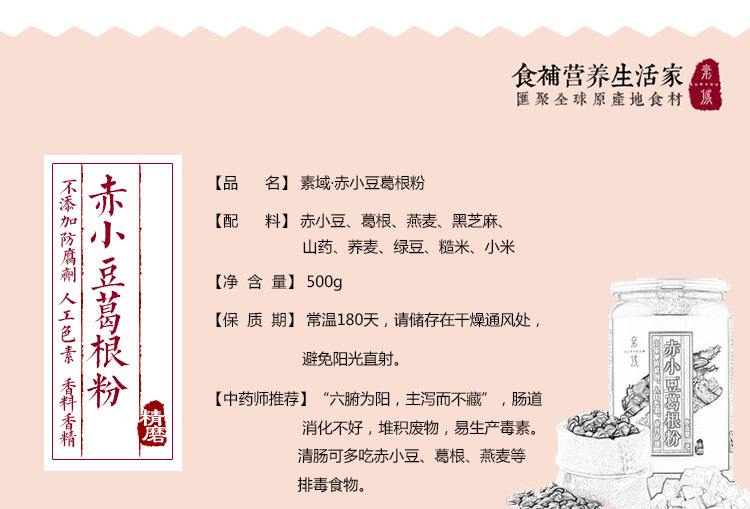 食補营养生活家
匯聚全球原產地食材
素域
赤小豆葛根粉
不添加防腐劑 人工色素 香料香精
精磨
【品 名】 素域·赤小豆葛根粉
【配 料】 赤小豆、葛根、燕麦、黑芝麻、
山药、荞麦、绿豆、糙米、小米
【净 含 量】 500g
【保 质 期】 常温180天，请储存在干燥通风处，
避免阳光直射。
【中药师推荐】“六腑为阳，主泻而不藏”，肠道
消化不好，堆积废物，易生产毒素。
清肠可多吃赤小豆、葛根、燕麦等
排毒食物。
素域
赤小豆葛根粉